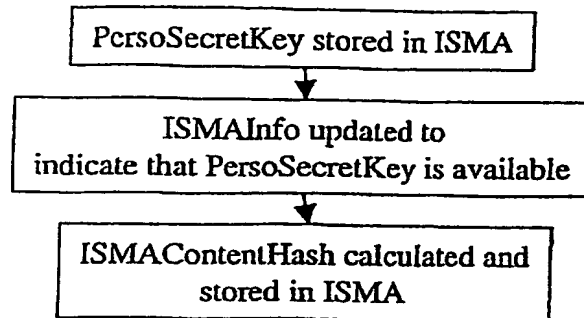 PersoSecretKey stored in ISMA
ISMAInfo updated to
indicate that PersoSecretKey is available
ISMAContentHash calculated and
stored in ISMA